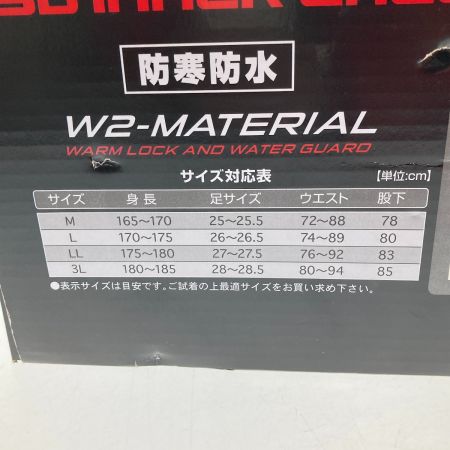 防寒防水
W2-MATERIAL
WARM LOCK AND WATER GUARD
サイズ対応表 【単位:cm】
サイズ 身長 足サイズ ウエスト 股下
M 165〜170 25〜25.5 72〜88 78
L 170〜175 26〜26.5 74〜89 80
LL 175〜180 27〜27.5 76〜92 83
3L 180〜185 28〜28.5 80〜94 85
●表示サイズは目安です。ご試着の上最適サイズをお買い求め下さい。